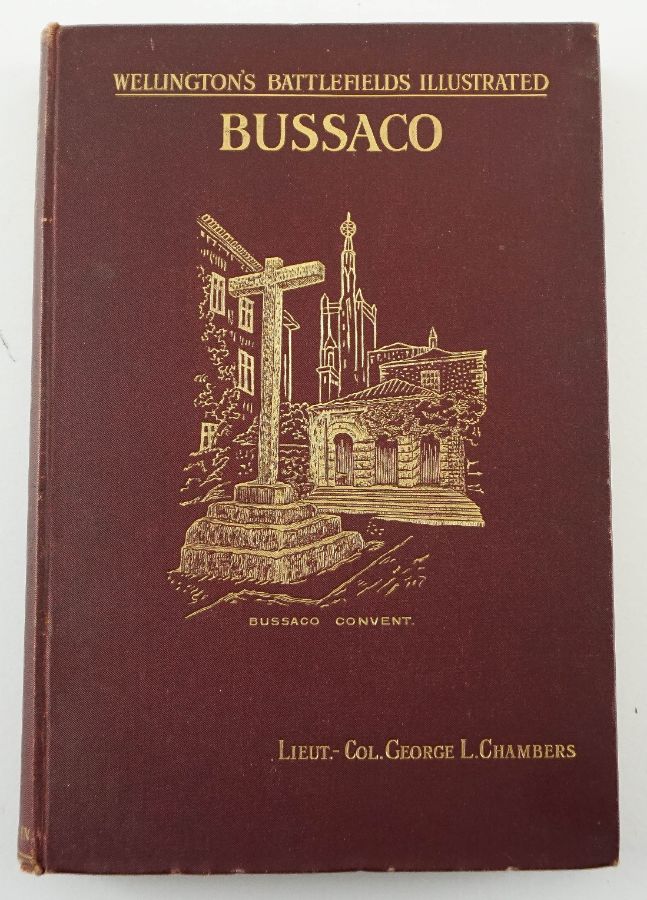 WELLINGTON'S BATTLEFIELDS ILLUSTRATED
BUSSACO
BUSSACO CONVENT.
LIEUT.-COL. GEORGE L. CHAMBERS